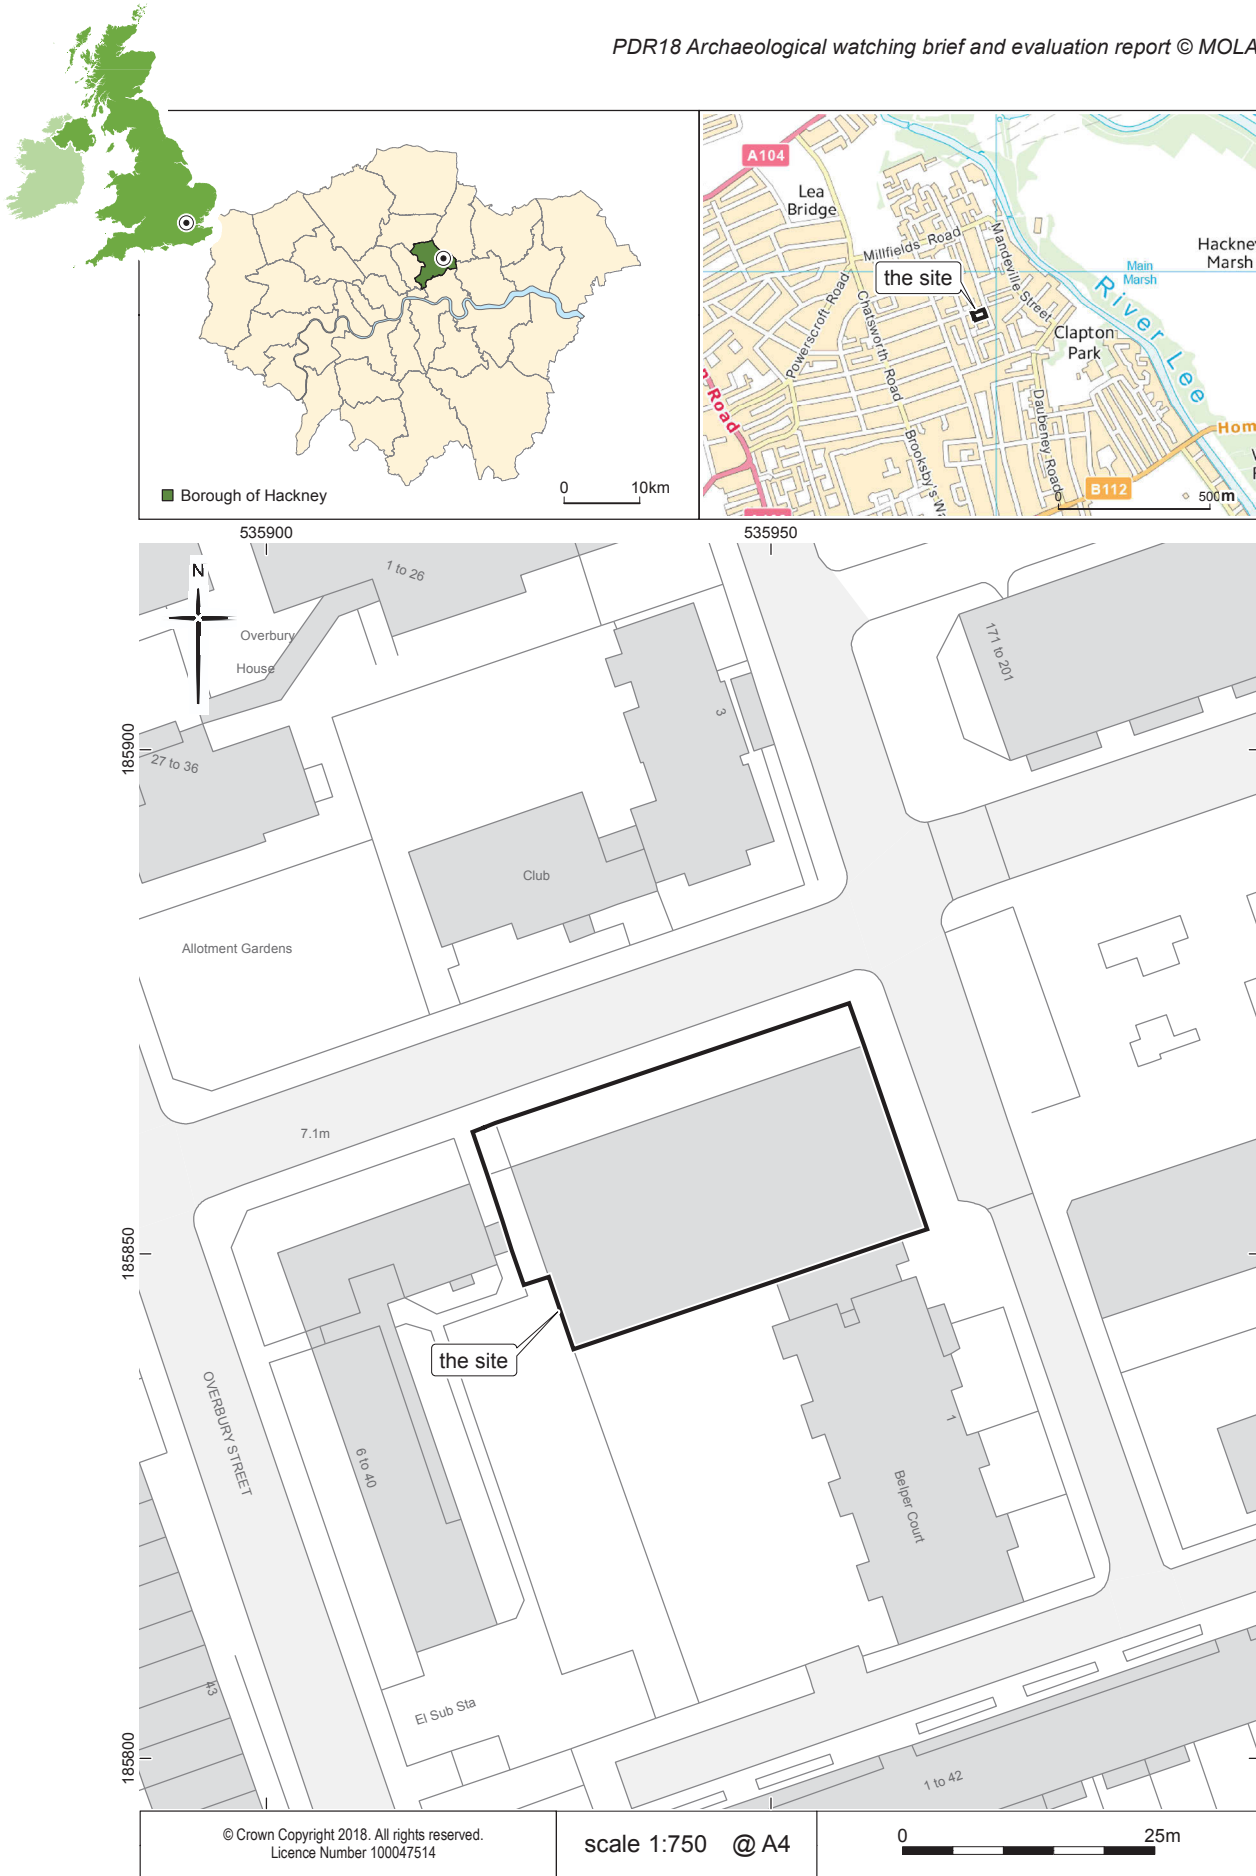 PDR18 Archaeological watching brief and evaluation report © MOLA
Borough of Hackney
0 10km
A104
Lea
Bridge
Millfields Road
Mandeville Street
the site
Powerscroft Road
Chatsworth Road
Main
Marsh
Hackney
Marsh
River Lee
Clapton
Park
Road
Daubeney Road
Brooksby's Wa
B112
Hom
500m
535900
535950
N
1 to 26
Overbury
House
27 to 36
3
171 to 201
185900
Club
Allotment Gardens
7.1m
185850
the site
OVERBURY STREET
6 to 40
1
Belper Court
43
El Sub Sta
185800
1 to 42
© Crown Copyright 2018. All rights reserved.
Licence Number 100047514
scale 1:750 @ A4
0 25m